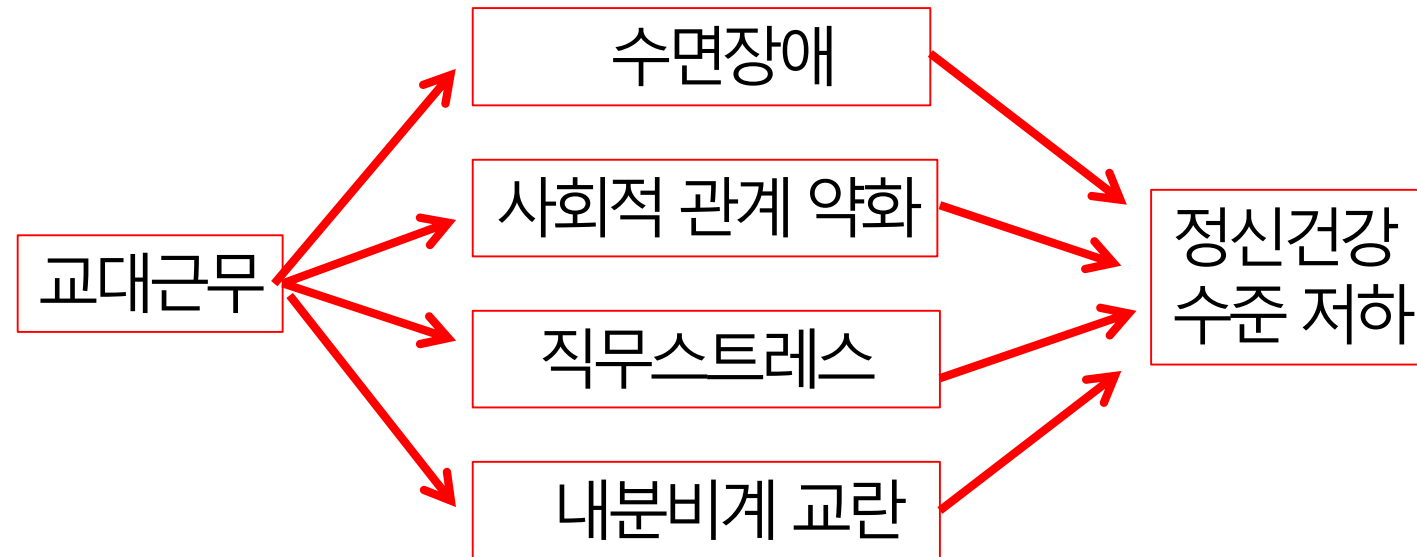 수면장애
사회적 관계 약화
교대근무
정신건강
수준 저하
직무스트레스
내분비계 교란